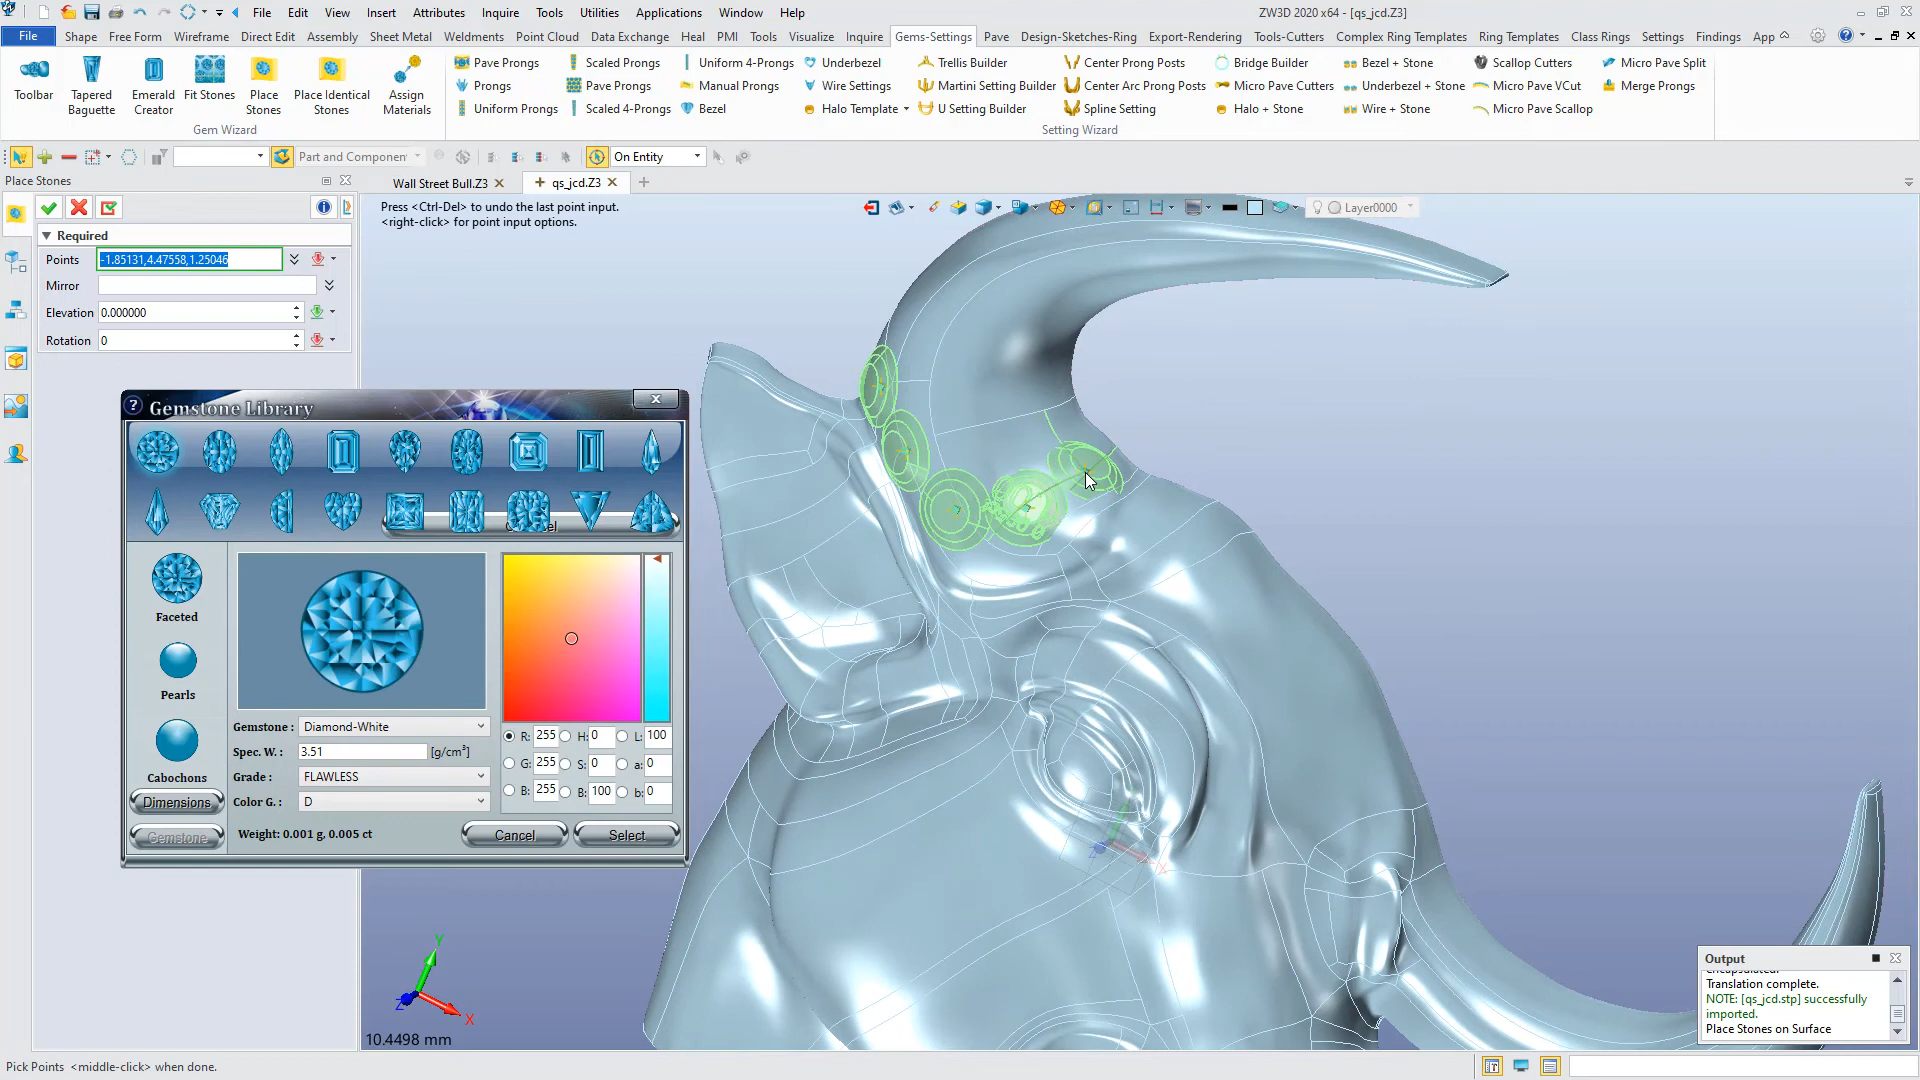 File Edit View Insert Attributes Inquire Tools Utilities Applications Window Help
ZW3D 2020 x64 - [qs_jcd.Z3]
File Shape Free Form Wireframe Direct Edit Assembly Sheet Metal Weldments Point Cloud Data Exchange Heal PMI Tools Visualize Inquire Gems-Settings Pave Design-Sketches-Ring Export-Rendering Tools-Cutters Complex Ring Templates Ring Templates Class Rings Settings Findings App
Toolbar
Tapered Baguette
Emerald Creator
Fit Stones
Place Stones
Place Identical Stones
Assign Materials
Gem Wizard
Pave Prongs Scaled Prongs Uniform 4-Prongs Underbezel Trellis Builder Center Prong Posts Bridge Builder Bezel + Stone Scallop Cutters Micro Pave Split
Prongs Pave Prongs Manual Prongs Wire Settings Martini Setting Builder Center Arc Prong Posts Micro Pave Cutters Underbezel + Stone Micro Pave VCut Merge Prongs
Uniform Prongs Scaled 4-Prongs Bezel Halo Template U Setting Builder Spline Setting Halo + Stone Wire + Stone Micro Pave Scallop
Setting Wizard
Part and Component
On Entity
Place Stones
Wall Street Bull.Z3
qs_jcd.Z3
Press <Ctrl-Del> to undo the last point input.
<right-click> for point input options.
Layer0000
Required
Points -1.85131,4.47558,1.25046
Mirror
Elevation 0.000000
Rotation 0
Gemstone Library
Faceted
Pearls
Cabochons
Dimensions
Gemstone
Gemstone : Diamond-White
Spec. W. : 3.51 [g/cm³]
Grade : FLAWLESS
Color G. : D
Weight: 0.001 g, 0.005 ct
R: 255 H: 0 L: 100
G: 255 S: 0 a: 0
B: 255 B: 100 b: 0
Cancel
Select
Y
Z
X
10.4498 mm
X
Output
Translation complete.
NOTE: [qs_jcd.stp] successfully
imported.
Place Stones on Surface
Pick Points <middle-click> when done.